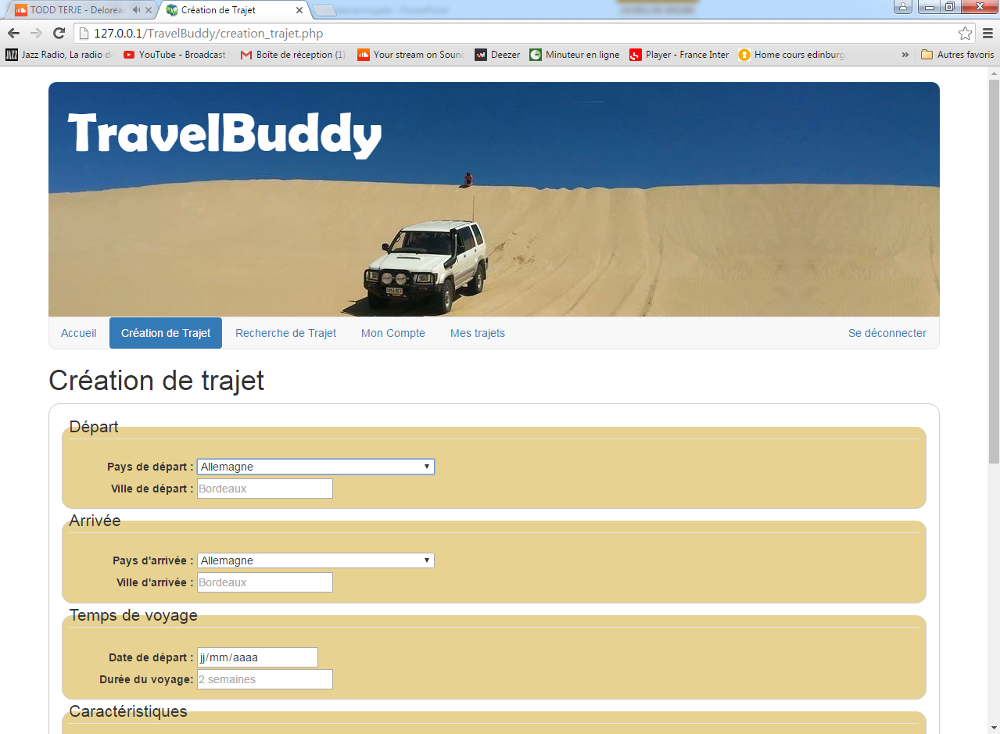 TODD TERJE - Delorea
Création de Trajet
127.0.0.1/TravelBuddy/creation_trajet.php
Jazz Radio, La radio d YouTube - Broadcast Boîte de réception (1) Your stream on Soun Deezer Minuteur en ligne Player - France Inter Home cours edinburg » Autres favoris
TravelBuddy
Accueil Création de Trajet Recherche de Trajet Mon Compte Mes trajets Se déconnecter
Création de trajet
Départ
Pays de départ : Allemagne
Ville de départ : Bordeaux
Arrivée
Pays d'arrivée : Allemagne
Ville d'arrivée : Bordeaux
Temps de voyage
Date de départ : jj/mm/aaaa
Durée du voyage: 2 semaines
Caractéristiques